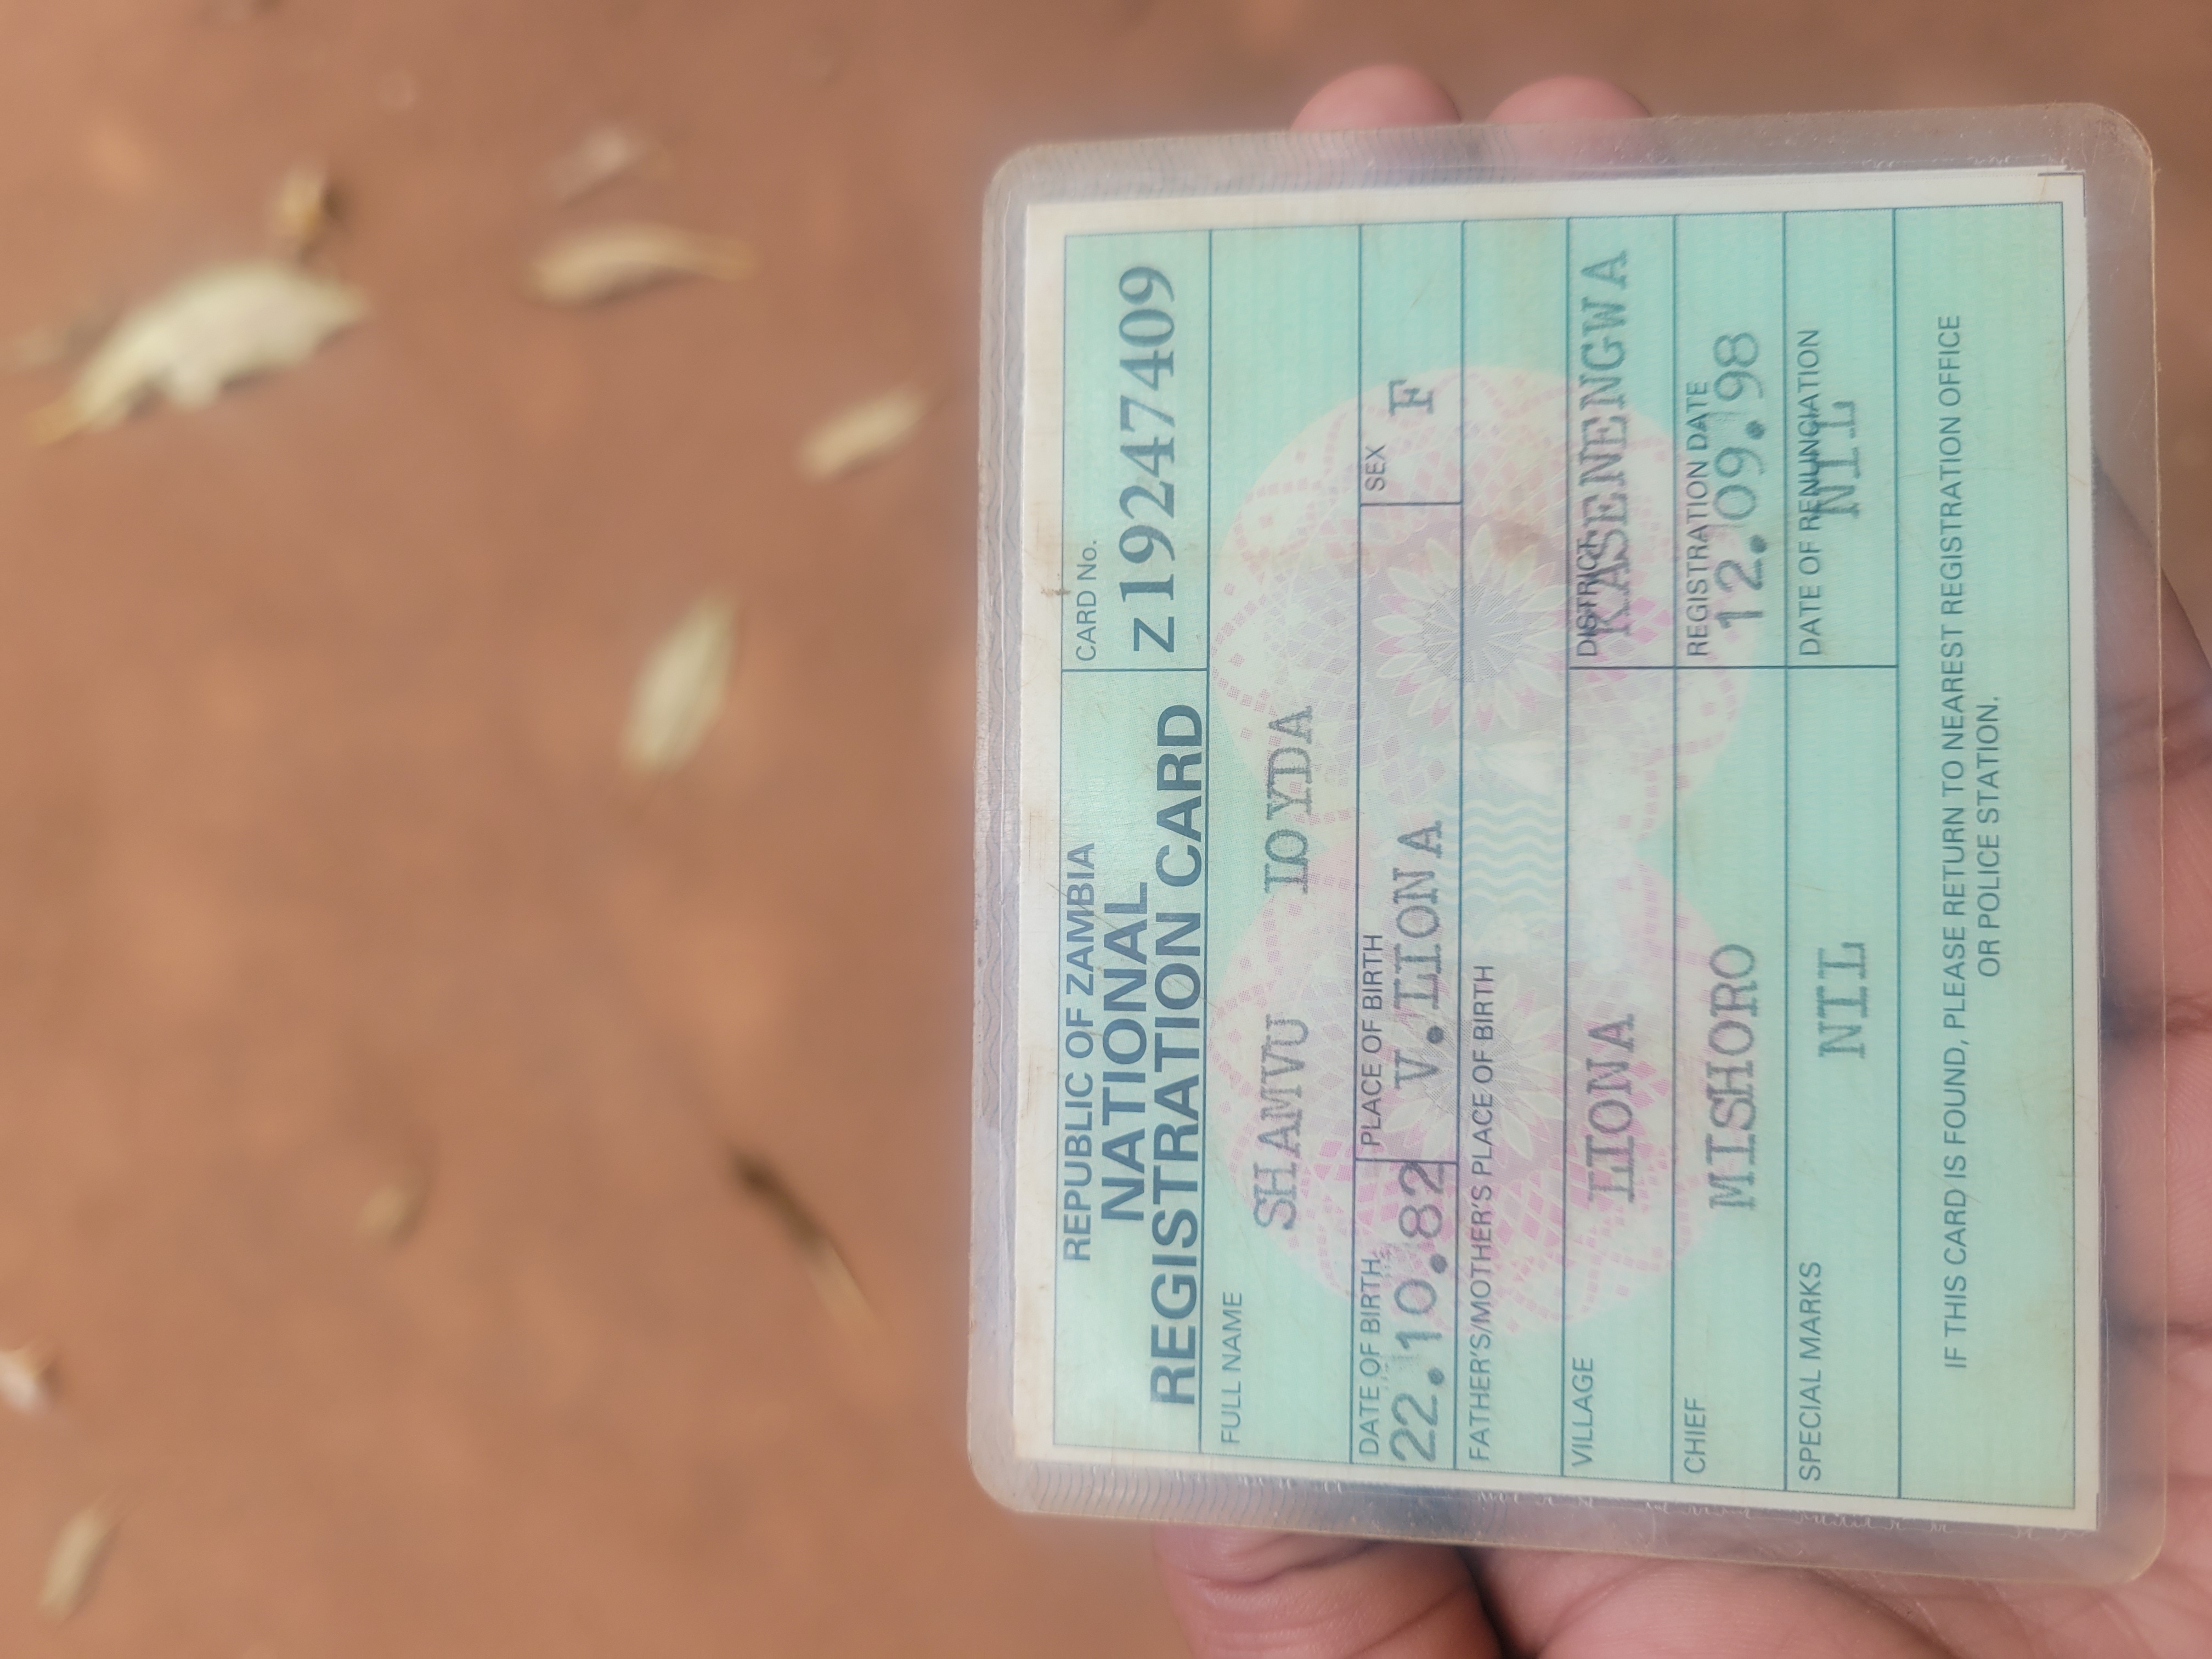 REPUBLIC OF ZAMBIA
NATIONAL
REGISTRATION CARD
CARD No.
Z19247409
FULL NAME
SHAMVU LOYDA
DATE OF BIRTH
22.10.82
PLACE OF BIRTH
V.LIONA
SEX
F
FATHER'S/MOTHER'S PLACE OF BIRTH
VILLAGE
LIONA
DISTRICT
KASENENGWA
CHIEF
MISHORO
REGISTRATION DATE
12.09.98
SPECIAL MARKS
NIL
DATE OF RENUNCIATION
NIL
IF THIS CARD IS FOUND, PLEASE RETURN TO NEAREST REGISTRATION OFFICE
OR POLICE STATION.